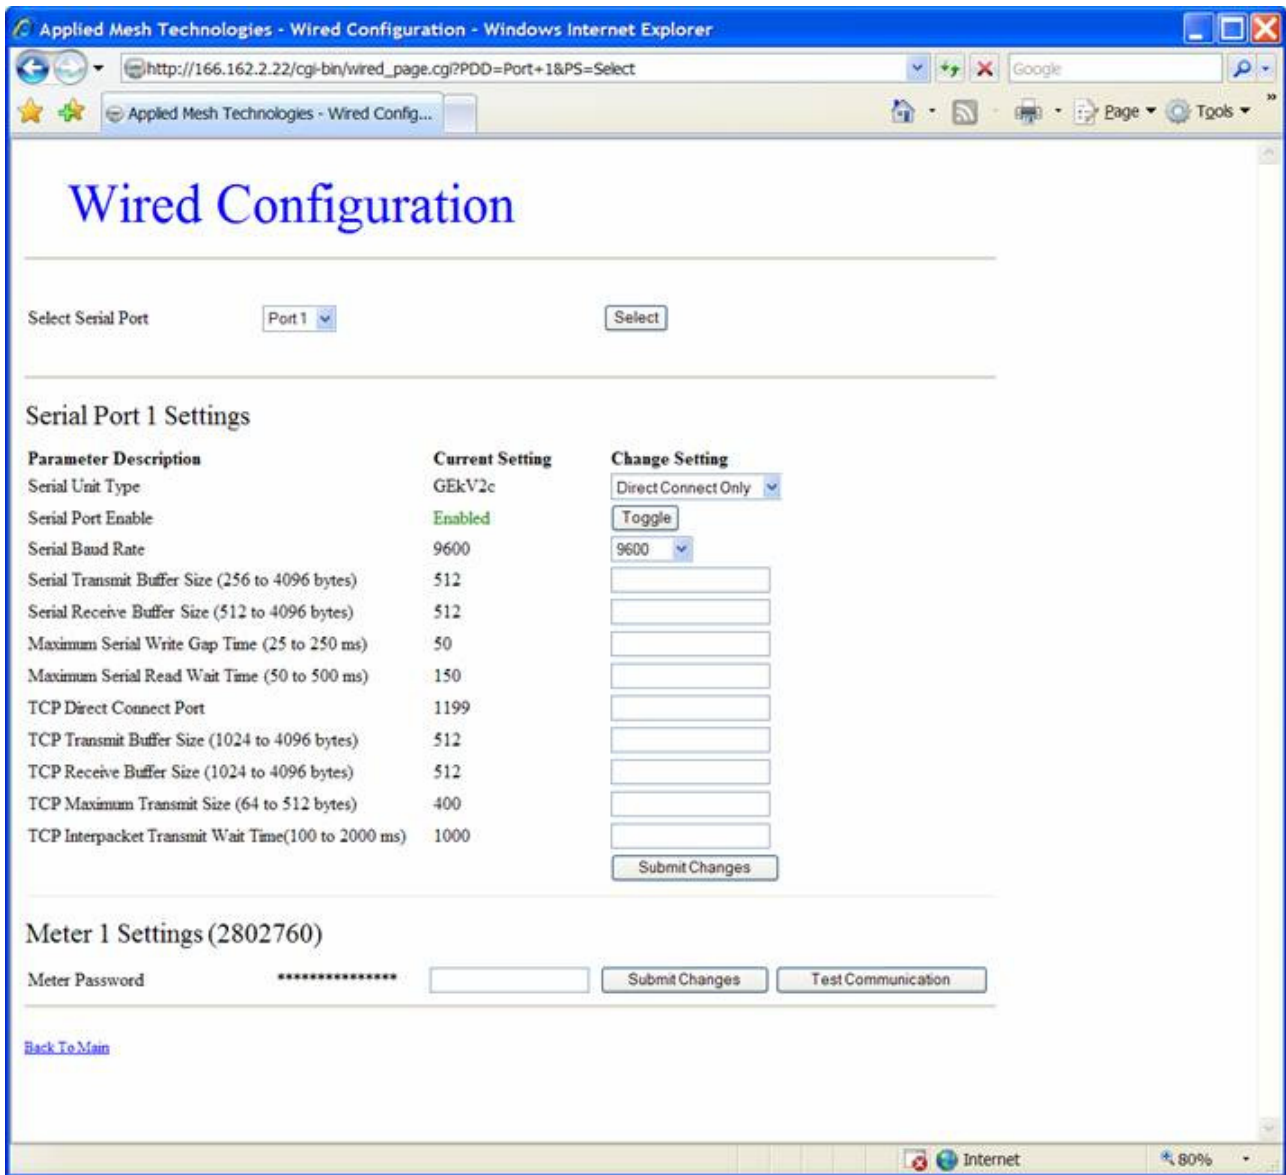 Applied Mesh Technologies - Wired Configuration - Windows Internet Explorer
http://166.162.2.22/cgi-bin/wired_page.cgi?PDD=Port+1&PS=Select
Google
Applied Mesh Technologies - Wired Config...
Page
Tools
Wired Configuration
Select Serial Port Port 1 Select
Serial Port 1 Settings
Parameter Description Current Setting Change Setting
Serial Unit Type GEkV2c Direct Connect Only
Serial Port Enable Enabled Toggle
Serial Baud Rate 9600 9600
Serial Transmit Buffer Size (256 to 4096 bytes) 512
Serial Receive Buffer Size (512 to 4096 bytes) 512
Maximum Serial Write Gap Time (25 to 250 ms) 50
Maximum Serial Read Wait Time (50 to 500 ms) 150
TCP Direct Connect Port 1199
TCP Transmit Buffer Size (1024 to 4096 bytes) 512
TCP Receive Buffer Size (1024 to 4096 bytes) 512
TCP Maximum Transmit Size (64 to 512 bytes) 400
TCP Interpacket Transmit Wait Time(100 to 2000 ms) 1000
Submit Changes
Meter 1 Settings (2802760)
Meter Password *************** Submit Changes Test Communication
Back To Main
Internet 80%